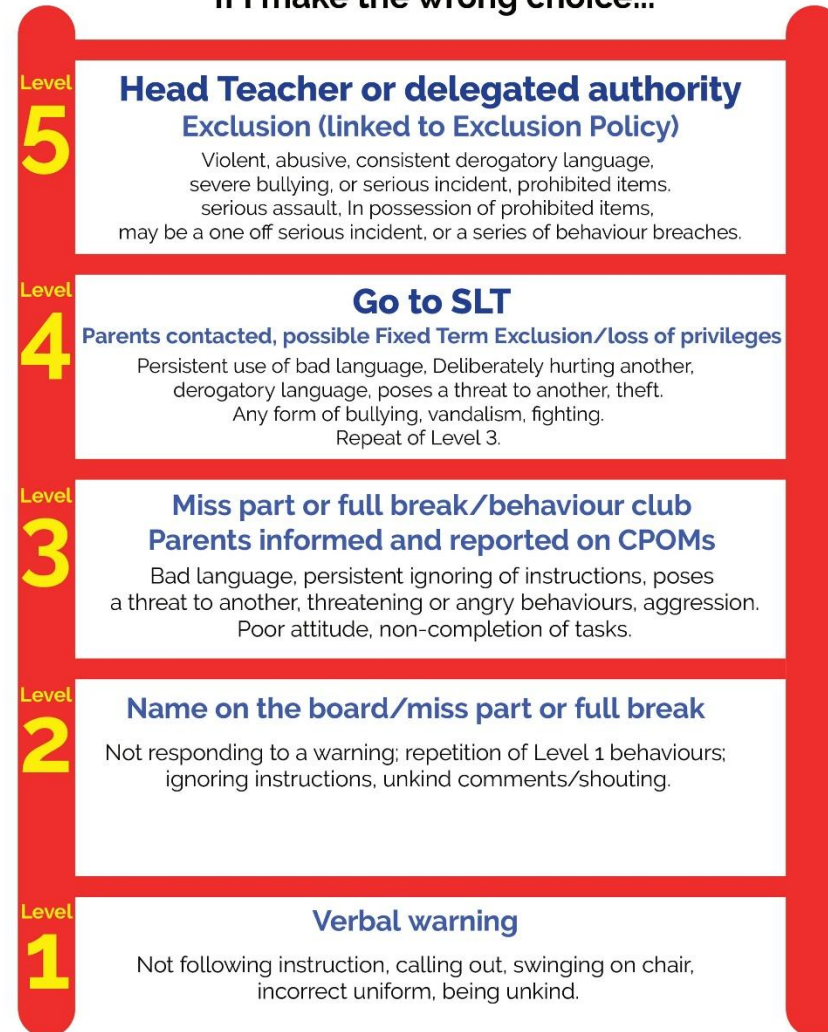 If I make the wrong choice...
Level
5
Head Teacher or delegated authority
Exclusion (linked to Exclusion Policy)
Violent, abusive, consistent derogatory language,
severe bullying, or serious incident, prohibited items.
serious assault, In possession of prohibited items,
may be a one off serious incident, or a series of behaviour breaches.
Level
4
Go to SLT
Parents contacted, possible Fixed Term Exclusion/loss of privileges
Persistent use of bad language, Deliberately hurting another,
derogatory language, poses a threat to another, theft.
Any form of bullying, vandalism, fighting.
Repeat of Level 3.
Level
3
Miss part or full break/behaviour club
Parents informed and reported on CPOMs
Bad language, persistent ignoring of instructions, poses
a threat to another, threatening or angry behaviours, aggression.
Poor attitude, non-completion of tasks.
Level
2
Name on the board/miss part or full break
Not responding to a warning; repetition of Level 1 behaviours;
ignoring instructions, unkind comments/shouting.
Level
1
Verbal warning
Not following instruction, calling out, swinging on chair,
incorrect uniform, being unkind.